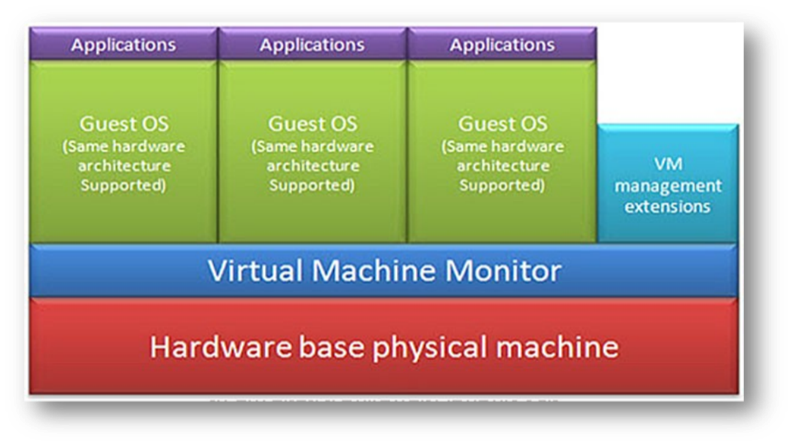 Applications
Applications
Applications
Guest OS
(Same hardware
architecture
Supported)
Guest OS
(Same hardware
architecture
Supported)
Guest OS
(Same hardware
architecture
Supported)
VM
management
extensions
Virtual Machine Monitor
Hardware base physical machine